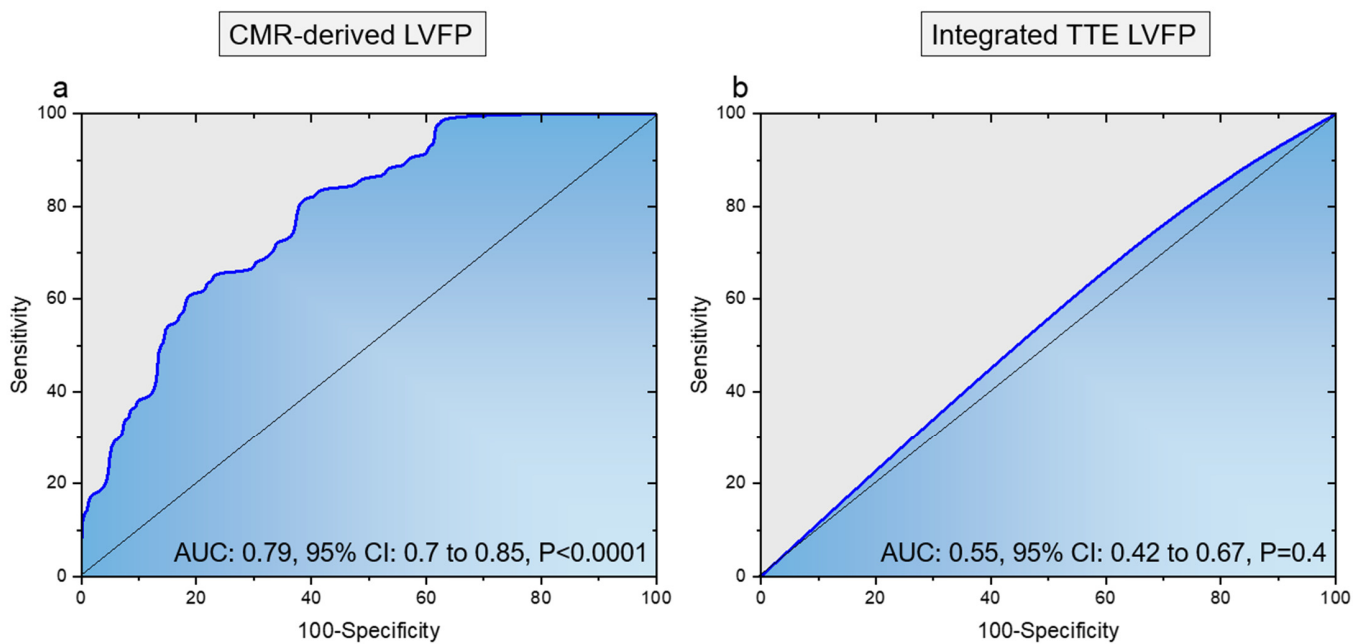 CMR-derived LVFP
Integrated TTE LVFP
a
b
100
80
60
40
20
0
Sensitivity
0 20 40 60 80 100
100-Specificity
AUC: 0.79, 95% CI: 0.7 to 0.85, P<0.0001
100
80
60
40
20
0
Sensitivity
0 20 40 60 80 100
100-Specificity
AUC: 0.55, 95% CI: 0.42 to 0.67, P=0.4